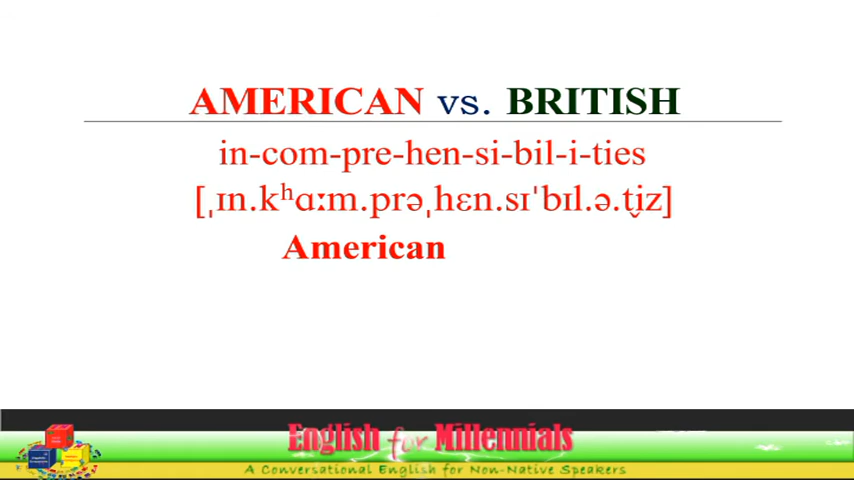 AMERICAN vs. BRITISH
in-com-pre-hen-si-bil-i-ties
[ˌɪn.kʰɑːm.prəˌhɛn.sɪˈbɪl.ə.t̬iz]
American
English for Millennials
A Conversational English for Non-Native Speakers